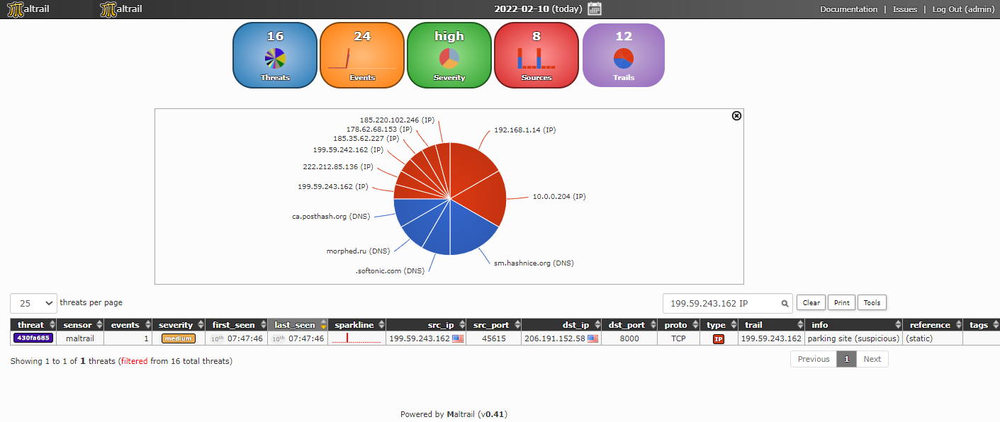 altrail altrail 2022-02-10 (today) Documentation | Issues | Log Out (admin)
16 24 high 8 12
Threats Events Severity Sources Trails
185.220.102.246 (IP)
178.62.68.153 (IP) 192.168.1.14 (IP)
185.35.62.227 (IP)
199.59.242.162 (IP)
222.212.85.136 (IP)
199.59.243.162 (IP)
10.0.0.204 (IP)
ca.posthash.org (DNS)
morphed.ru (DNS)
sm.hashnice.org (DNS)
.softonic.com (DNS)
25 threats per page 199.59.243.162 IP Clear Print Tools
threat sensor events severity first_seen last_seen sparkline src_ip src_port dst_ip dst_port proto type trail info reference tags
430fa685 maltrail 1 medium 10th 07:47:46 10th 07:47:46 199.59.243.162 45615 206.191.152.58 8000 TCP IP 199.59.243.162 parking site (suspicious) (static)
Showing 1 to 1 of 1 threats (filtered from 16 total threats) Previous 1 Next
Powered by Maltrail (v0.41)